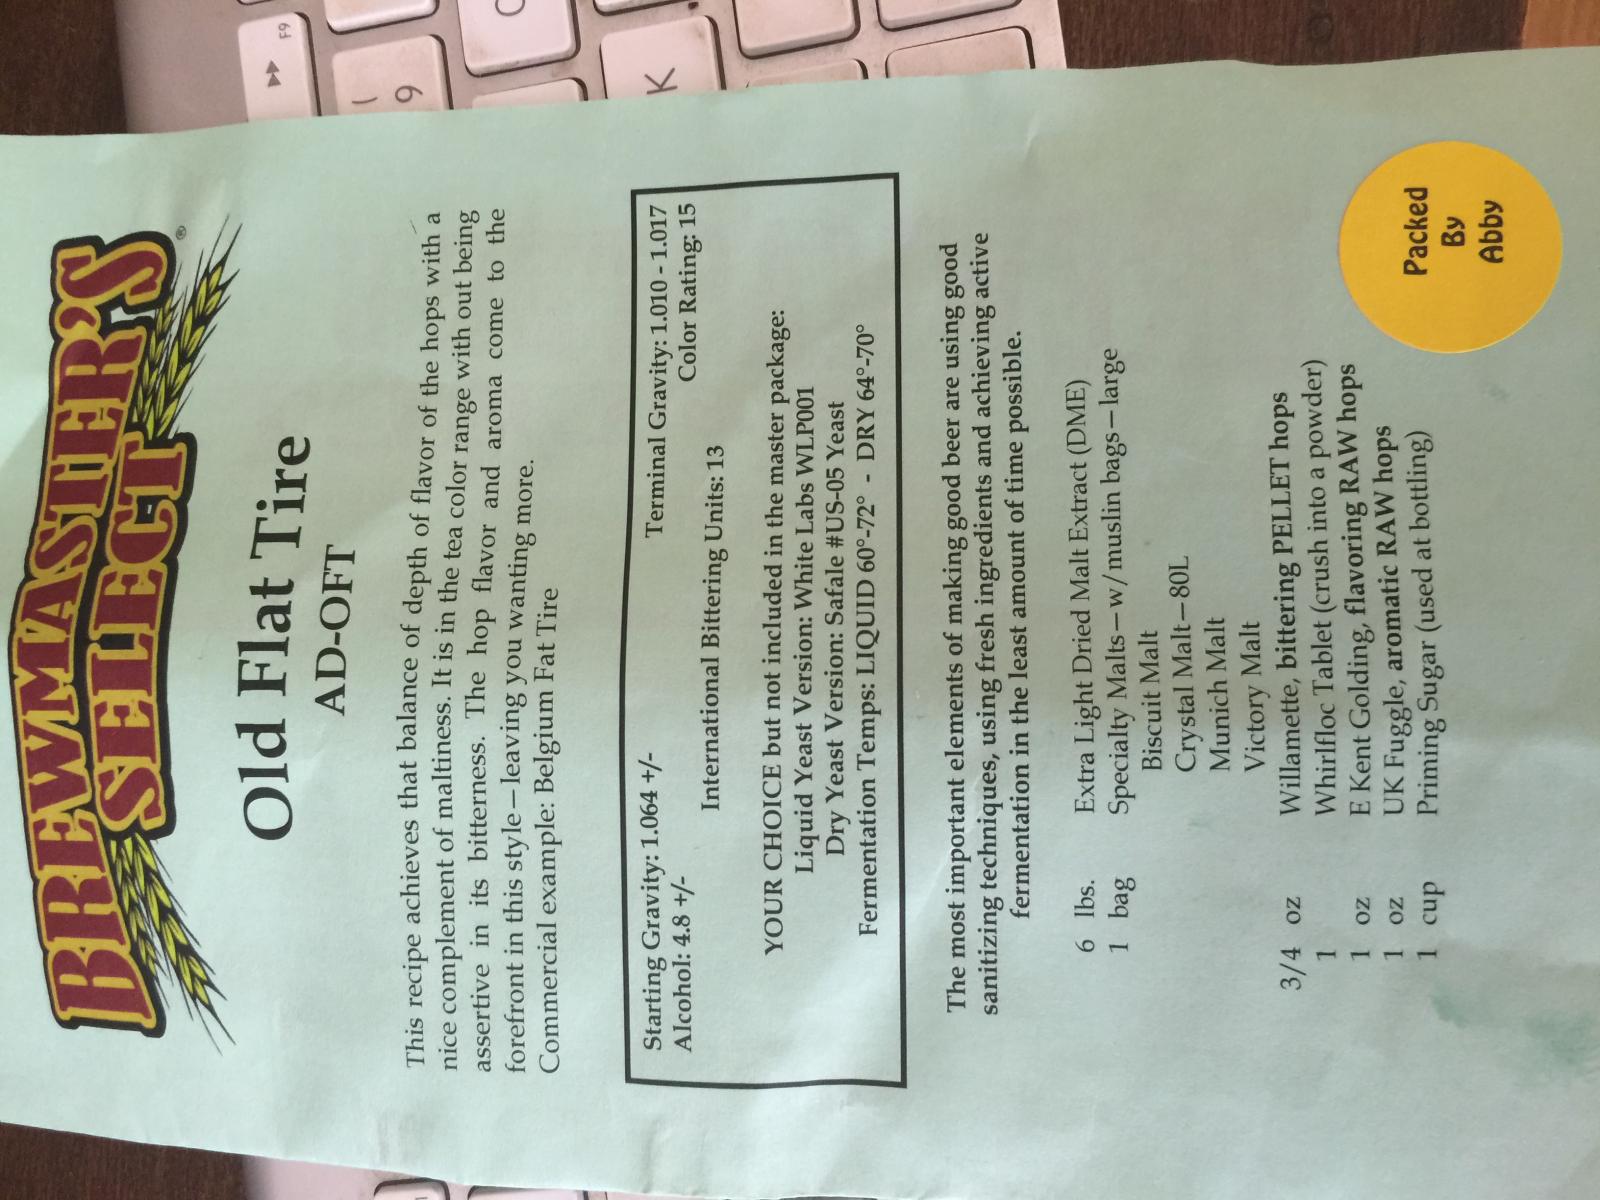 BREWMASTER'S
SELECT
®
Old Flat Tire
AD-OFT
This recipe achieves that balance of depth of flavor of the hops with a
nice complement of maltiness. It is in the tea color range with out being
assertive in its bitterness. The hop flavor and aroma come to the
forefront in this style—leaving you wanting more.
Commercial example: Belgium Fat Tire
Starting Gravity: 1.064 +/- Terminal Gravity: 1.010 - 1.017
Alcohol: 4.8 +/- Color Rating: 15
International Bittering Units: 13
YOUR CHOICE but not included in the master package:
Liquid Yeast Version: White Labs WLP001
Dry Yeast Version: Safale #US-05 Yeast
Fermentation Temps: LIQUID 60°-72° - DRY 64°-70°
The most important elements of making good beer are using good
sanitizing techniques, using fresh ingredients and achieving active
fermentation in the least amount of time possible.
6 lbs. Extra Light Dried Malt Extract (DME)
1 bag Specialty Malts—w/muslin bags—large
Biscuit Malt
Crystal Malt—80L
Munich Malt
Victory Malt
3/4 oz Willamette, bittering PELLET hops
1 Whirlfloc Tablet (crush into a powder)
1 oz E Kent Golding, flavoring RAW hops
1 oz UK Fuggle, aromatic RAW hops
1 cup Priming Sugar (used at bottling)
Packed
By
Abby
F9
(
9
K